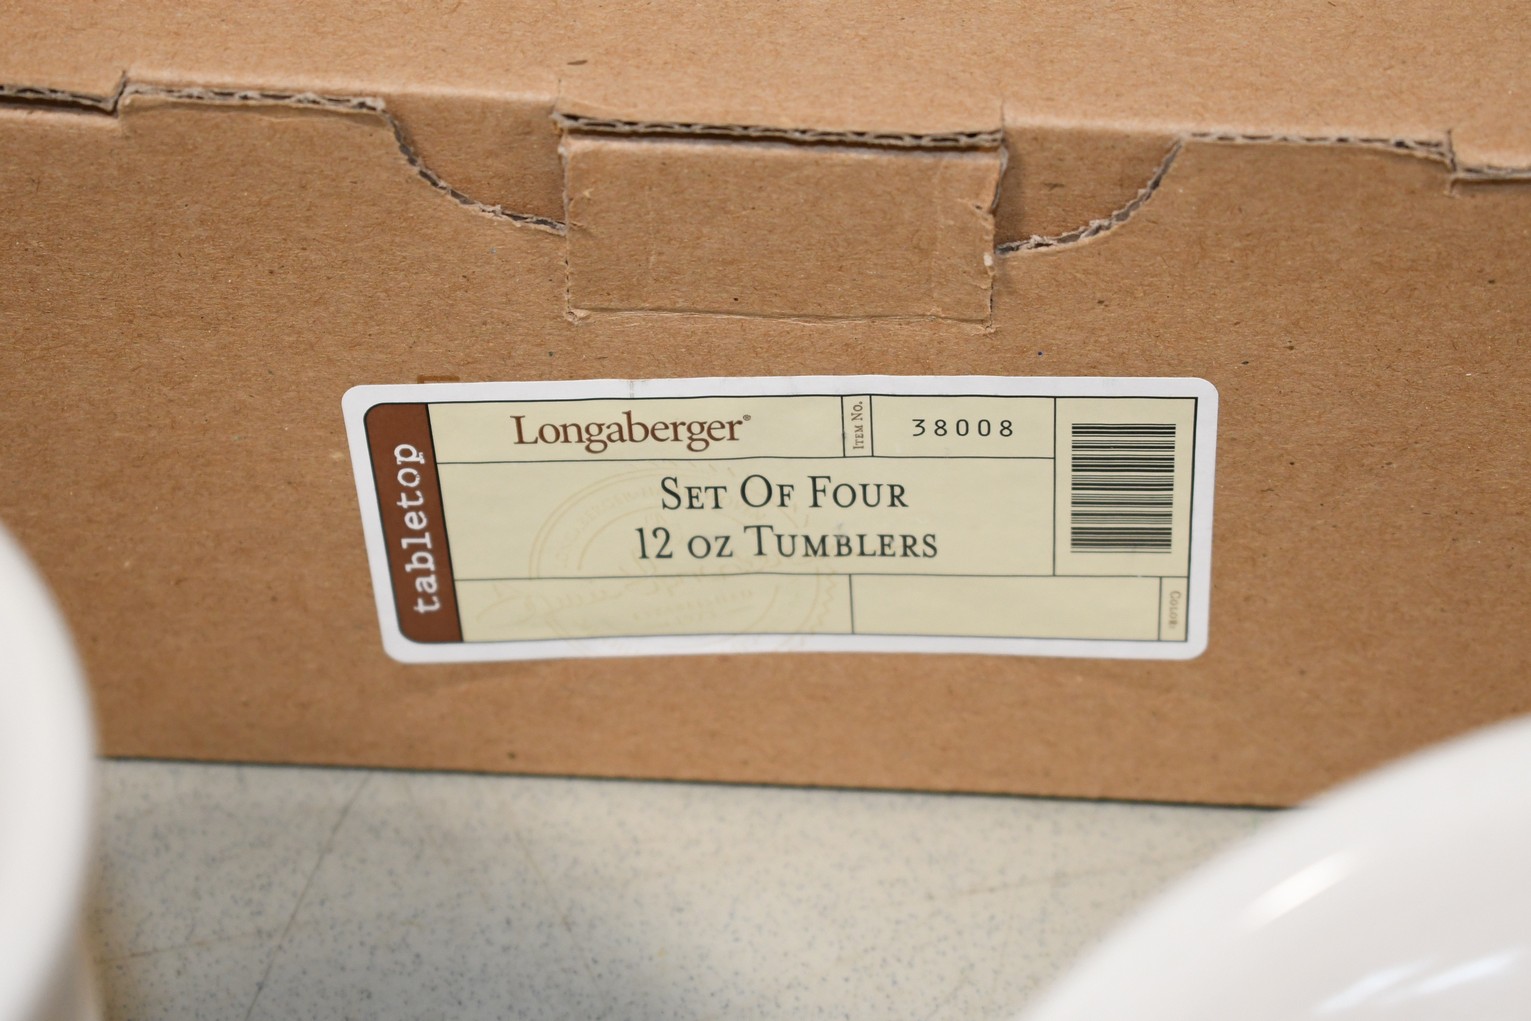 tabletop
Longaberger®
ITEM NO.
38008
SET OF FOUR
12 OZ TUMBLERS
COLOR: